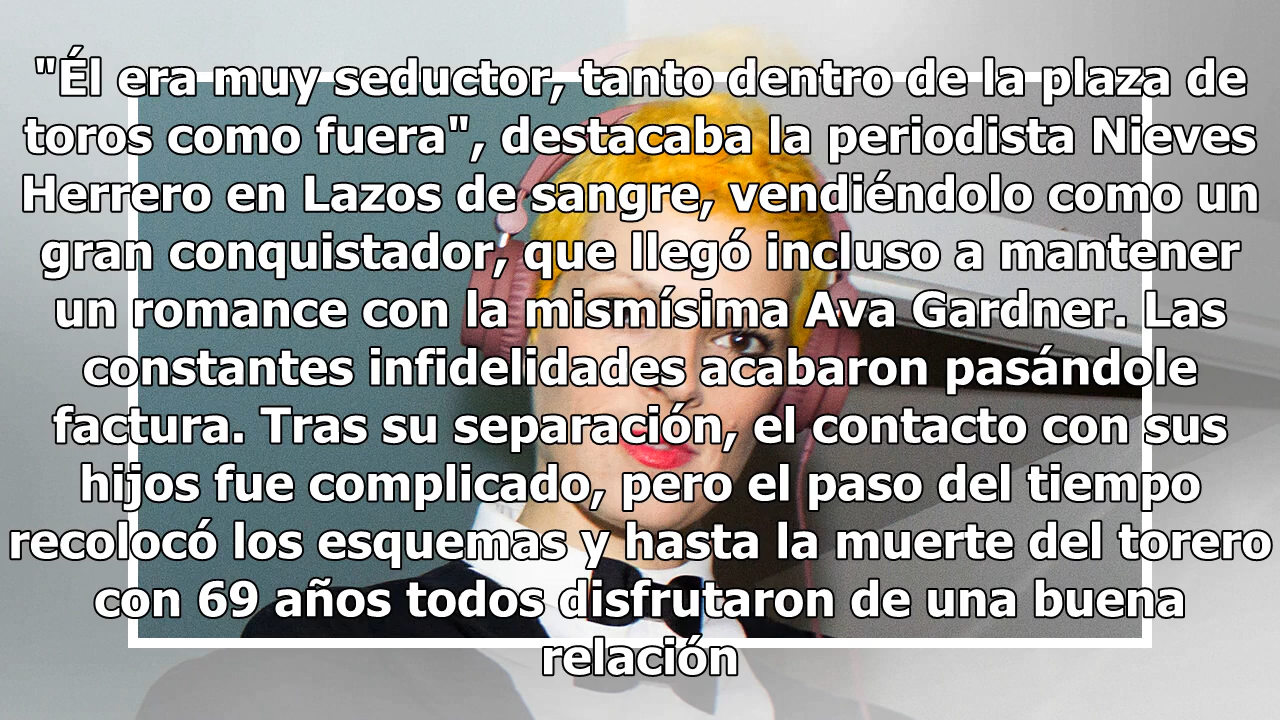 "Él era muy seductor, tanto dentro de la plaza de
toros como fuera", destacaba la periodista Nieves
Herrero en Lazos de sangre, vendiéndolo como un
gran conquistador, que llegó incluso a mantener
un romance con la mismísima Ava Gardner. Las
constantes infidelidades acabaron pasándole
factura. Tras su separación, el contacto con sus
hijos fue complicado, pero el paso del tiempo
recolocó los esquemas y hasta la muerte del torero
con 69 años todos disfrutaron de una buena
relación